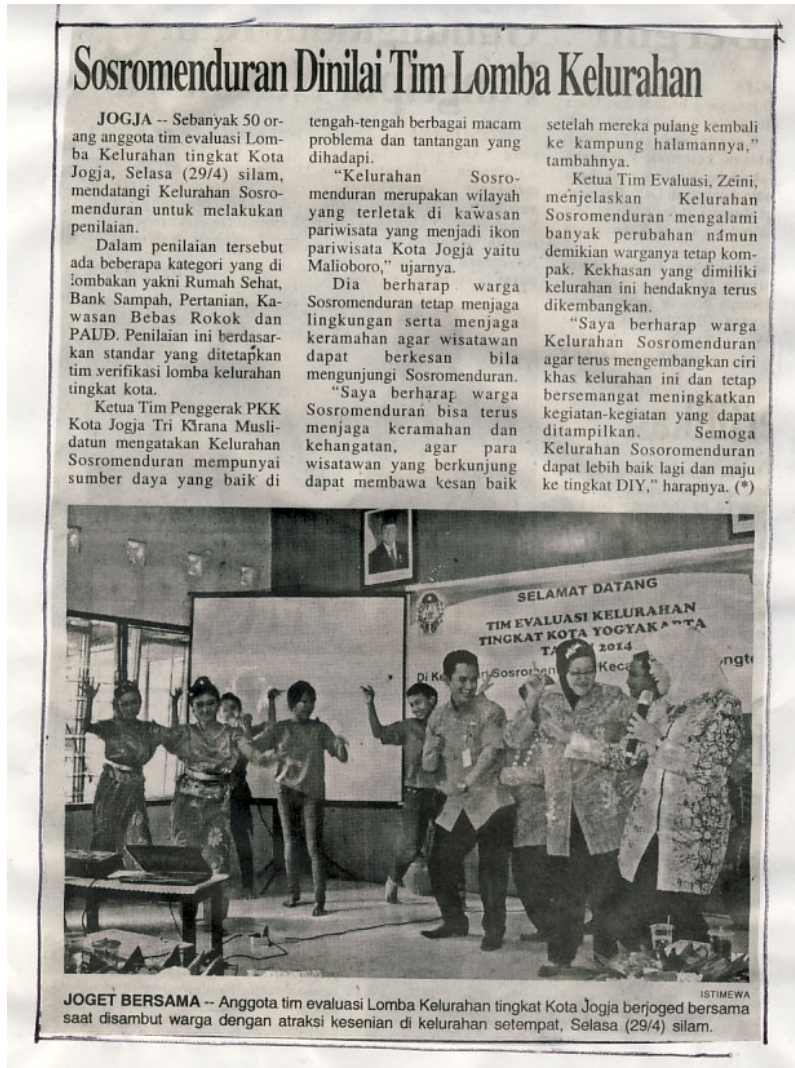 Sosromenduran Dinilai Tim Lomba Kelurahan
JOGJA -- Sebanyak 50 or-
ang anggota tim evaluasi Lom-
ba Kelurahan tingkat Kota
Jogja, Selasa (29/4) silam,
mendatangi Kelurahan Sosro-
menduran untuk melakukan
penilaian.
Dalam penilaian tersebut
ada beberapa kategori yang di
lombakan yakni Rumah Sehat,
Bank Sampah, Pertanian, Ka-
wasan Bebas Rokok dan
PAUD. Penilaian ini berdasar-
kan standar yang ditetapkan
tim verifikasi lomba kelurahan
tingkat kota.
Ketua Tim Penggerak PKK
Kota Jogja Tri Kirana Musli-
datun mengatakan Kelurahan
Sosromenduran mempunyai
sumber daya yang baik di
tengah-tengah berbagai macam
problema dan tantangan yang
dihadapi.
"Kelurahan Sosro-
menduran merupakan wilayah
yang terletak di kawasan
pariwisata yang menjadi ikon
pariwisata Kota Jogja yaitu
Malioboro," ujarnya.
Dia berharap warga
Sosromenduran tetap menjaga
lingkungan serta menjaga
keramahan agar wisatawan
dapat berkesan bila
mengunjungi Sosromenduran.
"Saya berharap warga
Sosromenduran bisa terus
menjaga keramahan dan
kehangatan, agar para
wisatawan yang berkunjung
dapat membawa kesan baik
setelah mereka pulang kembali
ke kampung halamannya,"
tambahnya.
Ketua Tim Evaluasi, Zeini,
menjelaskan Kelurahan
Sosromenduran mengalami
banyak perubahan namun
demikian warganya tetap kom-
pak. Kekhasan yang dimiliki
kelurahan ini hendaknya terus
dikembangkan.
"Saya berharap warga
Kelurahan Sosromenduran
agar terus mengembangkan ciri
khas kelurahan ini dan tetap
bersemangat meningkatkan
kegiatan-kegiatan yang dapat
ditampilkan. Semoga
Kelurahan Sosoromenduran
dapat lebih baik lagi dan maju
ke tingkat DIY," harapnya. (*)
SELAMAT DATANG
TIM EVALUASI KELURAHAN
TINGKAT KOTA YOGYAKARTA
2014
Di
ISTIMEWA
JOGET BERSAMA -- Anggota tim evaluasi Lomba Kelurahan tingkat Kota Jogja berjoged bersama
saat disambut warga dengan atraksi kesenian di kelurahan setempat, Selasa (29/4) silam.